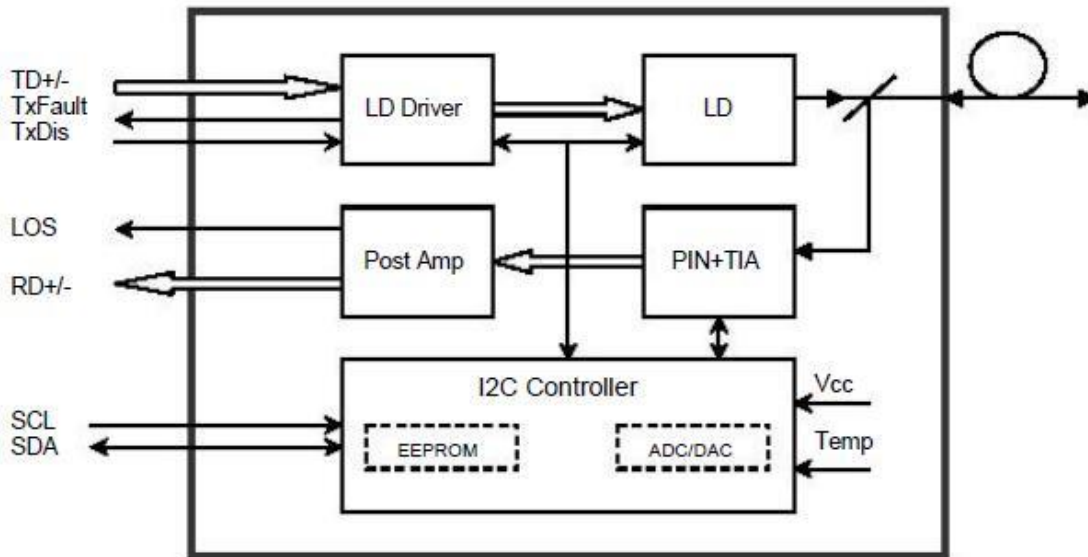 TD+/-
TxFault
TxDis
LD Driver
LD
LOS
RD+/-
Post Amp
PIN+TIA
I2C Controller
Vcc
SCL
SDA
EEPROM
ADC/DAC
Temp